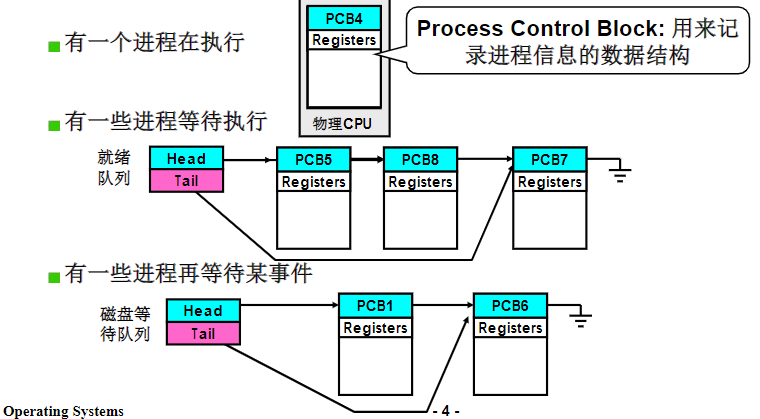 有一个进程在执行
PCB4
Registers
物理CPU
Process Control Block: 用来记
录进程信息的数据结构
有一些进程等待执行
就绪
队列
Head
Tail
PCB5
Registers
PCB8
Registers
PCB7
Registers
有一些进程再等待某事件
磁盘等
待队列
Head
Tail
PCB1
Registers
PCB6
Registers
Operating Systems
- 4 -